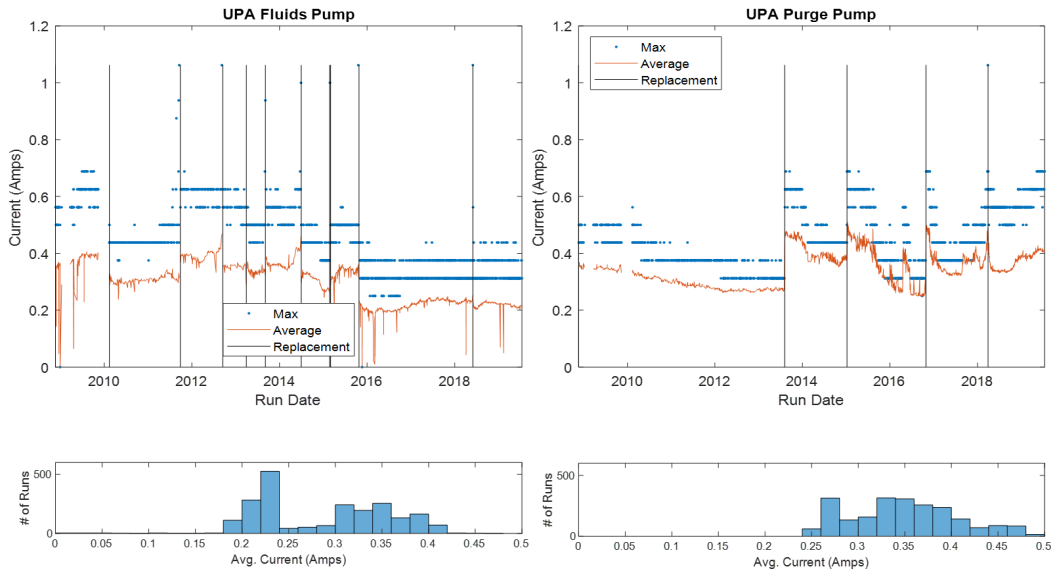 UPA Fluids Pump
1.2
1
0.8
0.6
0.4
0.2
0
Current (Amps)
Max
Average
Replacement
2010 2012 2014 2016 2018
Run Date
UPA Purge Pump
1.2
1
0.8
0.6
0.4
0.2
0
Current (Amps)
Max
Average
Replacement
2010 2012 2014 2016 2018
Run Date
500
0
# of Runs
0 0.05 0.1 0.15 0.2 0.25 0.3 0.35 0.4 0.45 0.5
Avg. Current (Amps)
500
0
# of Runs
0 0.05 0.1 0.15 0.2 0.25 0.3 0.35 0.4 0.45 0.5
Avg. Current (Amps)